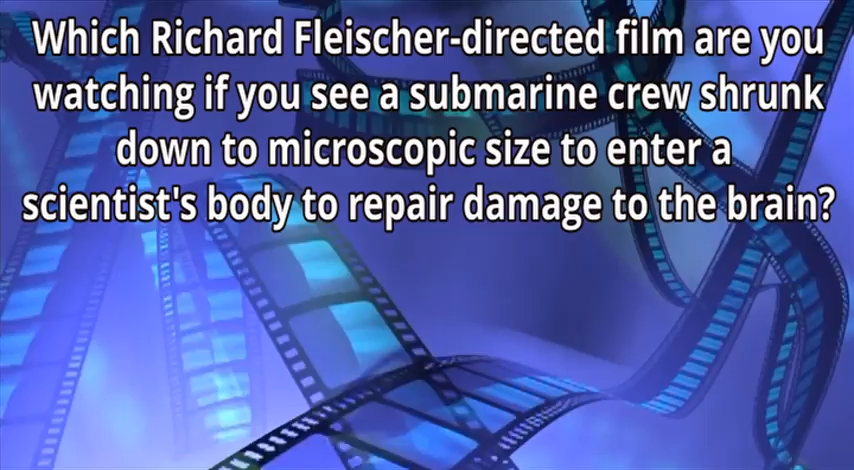 Which Richard Fleischer-directed film are you
watching if you see a submarine crew shrunk
down to microscopic size to enter a
scientist's body to repair damage to the brain?